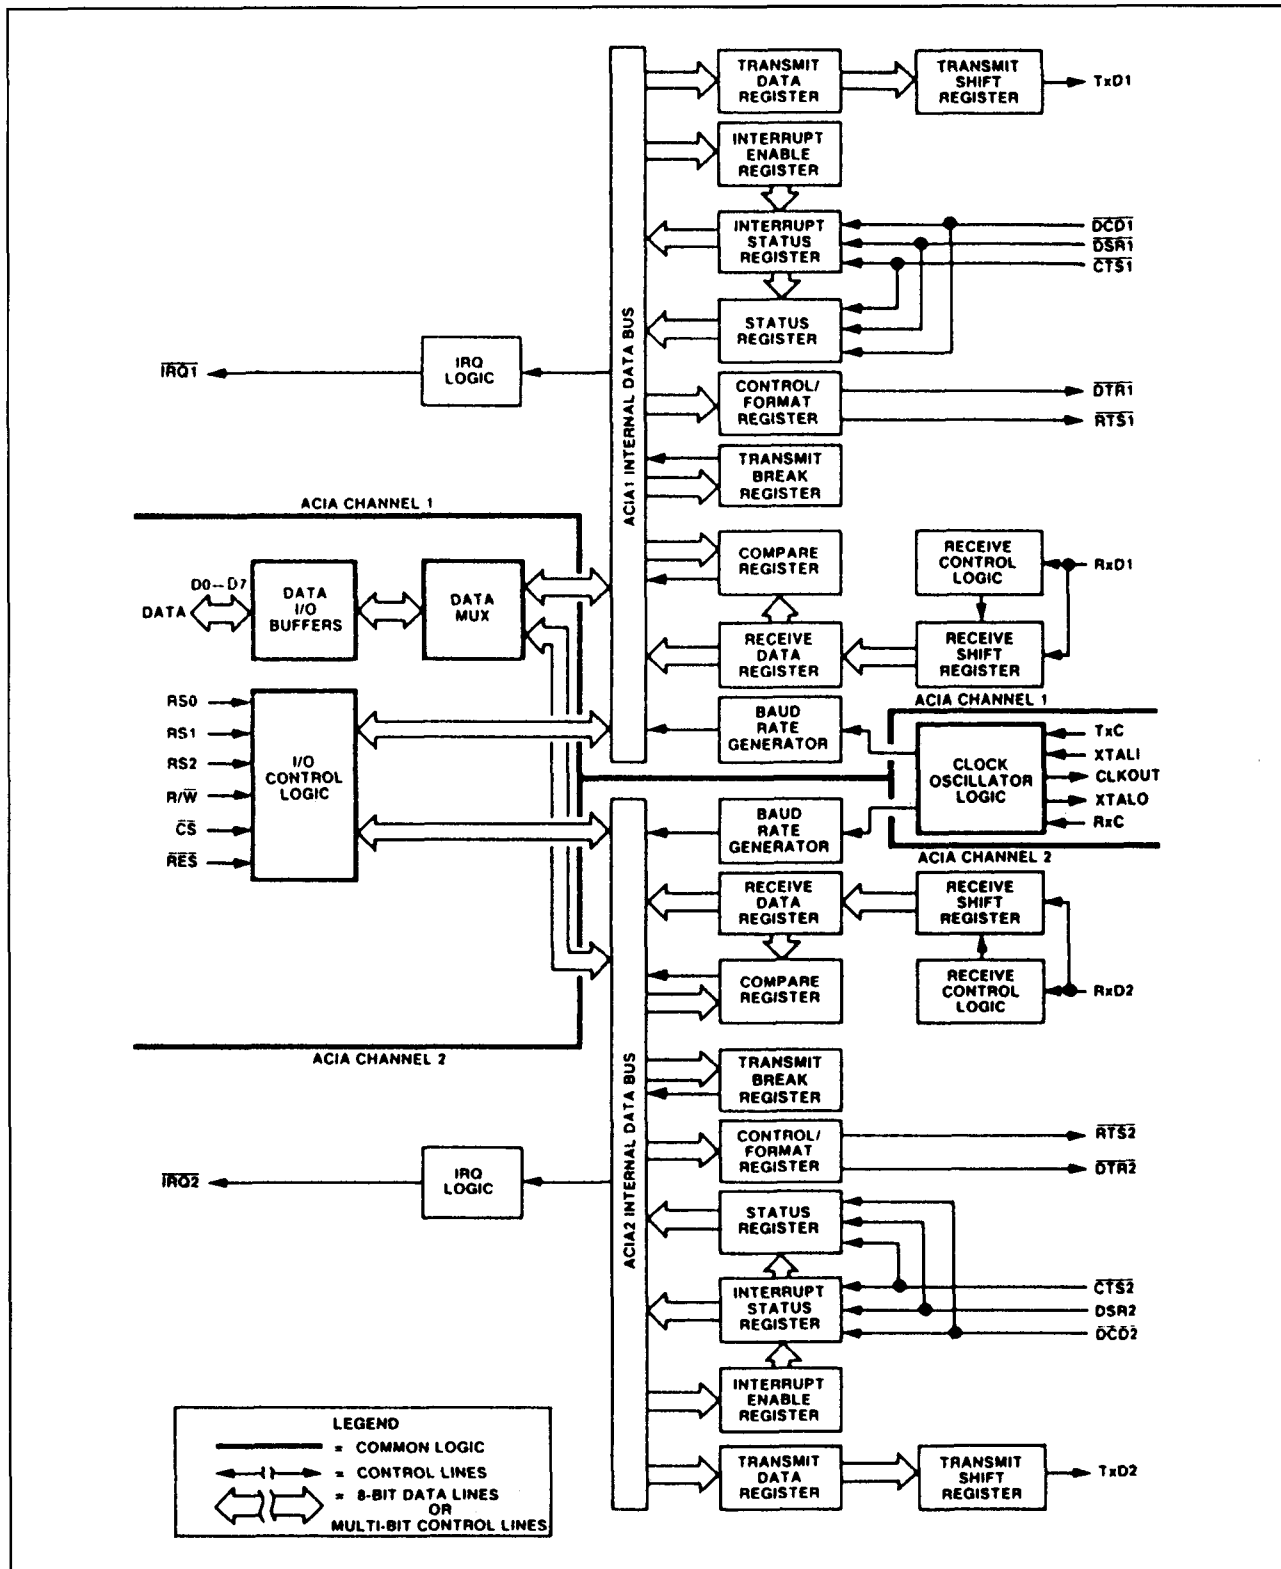 TRANSMIT
DATA
REGISTER
TRANSMIT
SHIFT
REGISTER
TxD1
INTERRUPT
ENABLE
REGISTER
INTERRUPT
STATUS
REGISTER
DCD1
DSR1
CTS1
STATUS
REGISTER
IRQ1
IRQ
LOGIC
CONTROL/
FORMAT
REGISTER
DTR1
RTS1
ACIA1 INTERNAL DATA BUS
TRANSMIT
BREAK
REGISTER
ACIA CHANNEL 1
COMPARE
REGISTER
RECEIVE
CONTROL
LOGIC
RxD1
D0-D7
DATA
DATA
I/O
BUFFERS
DATA
MUX
RECEIVE
DATA
REGISTER
RECEIVE
SHIFT
REGISTER
ACIA CHANNEL 1
RS0
RS1
RS2
R/W
CS
RES
I/O
CONTROL
LOGIC
BAUD
RATE
GENERATOR
CLOCK
OSCILLATOR
LOGIC
TxC
XTALI
CLKOUT
XTALO
RxC
BAUD
RATE
GENERATOR
ACIA CHANNEL 2
RECEIVE
DATA
REGISTER
RECEIVE
SHIFT
REGISTER
COMPARE
REGISTER
RECEIVE
CONTROL
LOGIC
RxD2
ACIA CHANNEL 2
ACIA2 INTERNAL DATA BUS
TRANSMIT
BREAK
REGISTER
CONTROL/
FORMAT
REGISTER
RTS2
DTR2
IRQ2
IRQ
LOGIC
STATUS
REGISTER
INTERRUPT
STATUS
REGISTER
CTS2
DSR2
DCD2
INTERRUPT
ENABLE
REGISTER
TRANSMIT
DATA
REGISTER
TRANSMIT
SHIFT
REGISTER
TxD2
LEGEND
= COMMON LOGIC
= CONTROL LINES
= 8-BIT DATA LINES
OR
MULTI-BIT CONTROL LINES